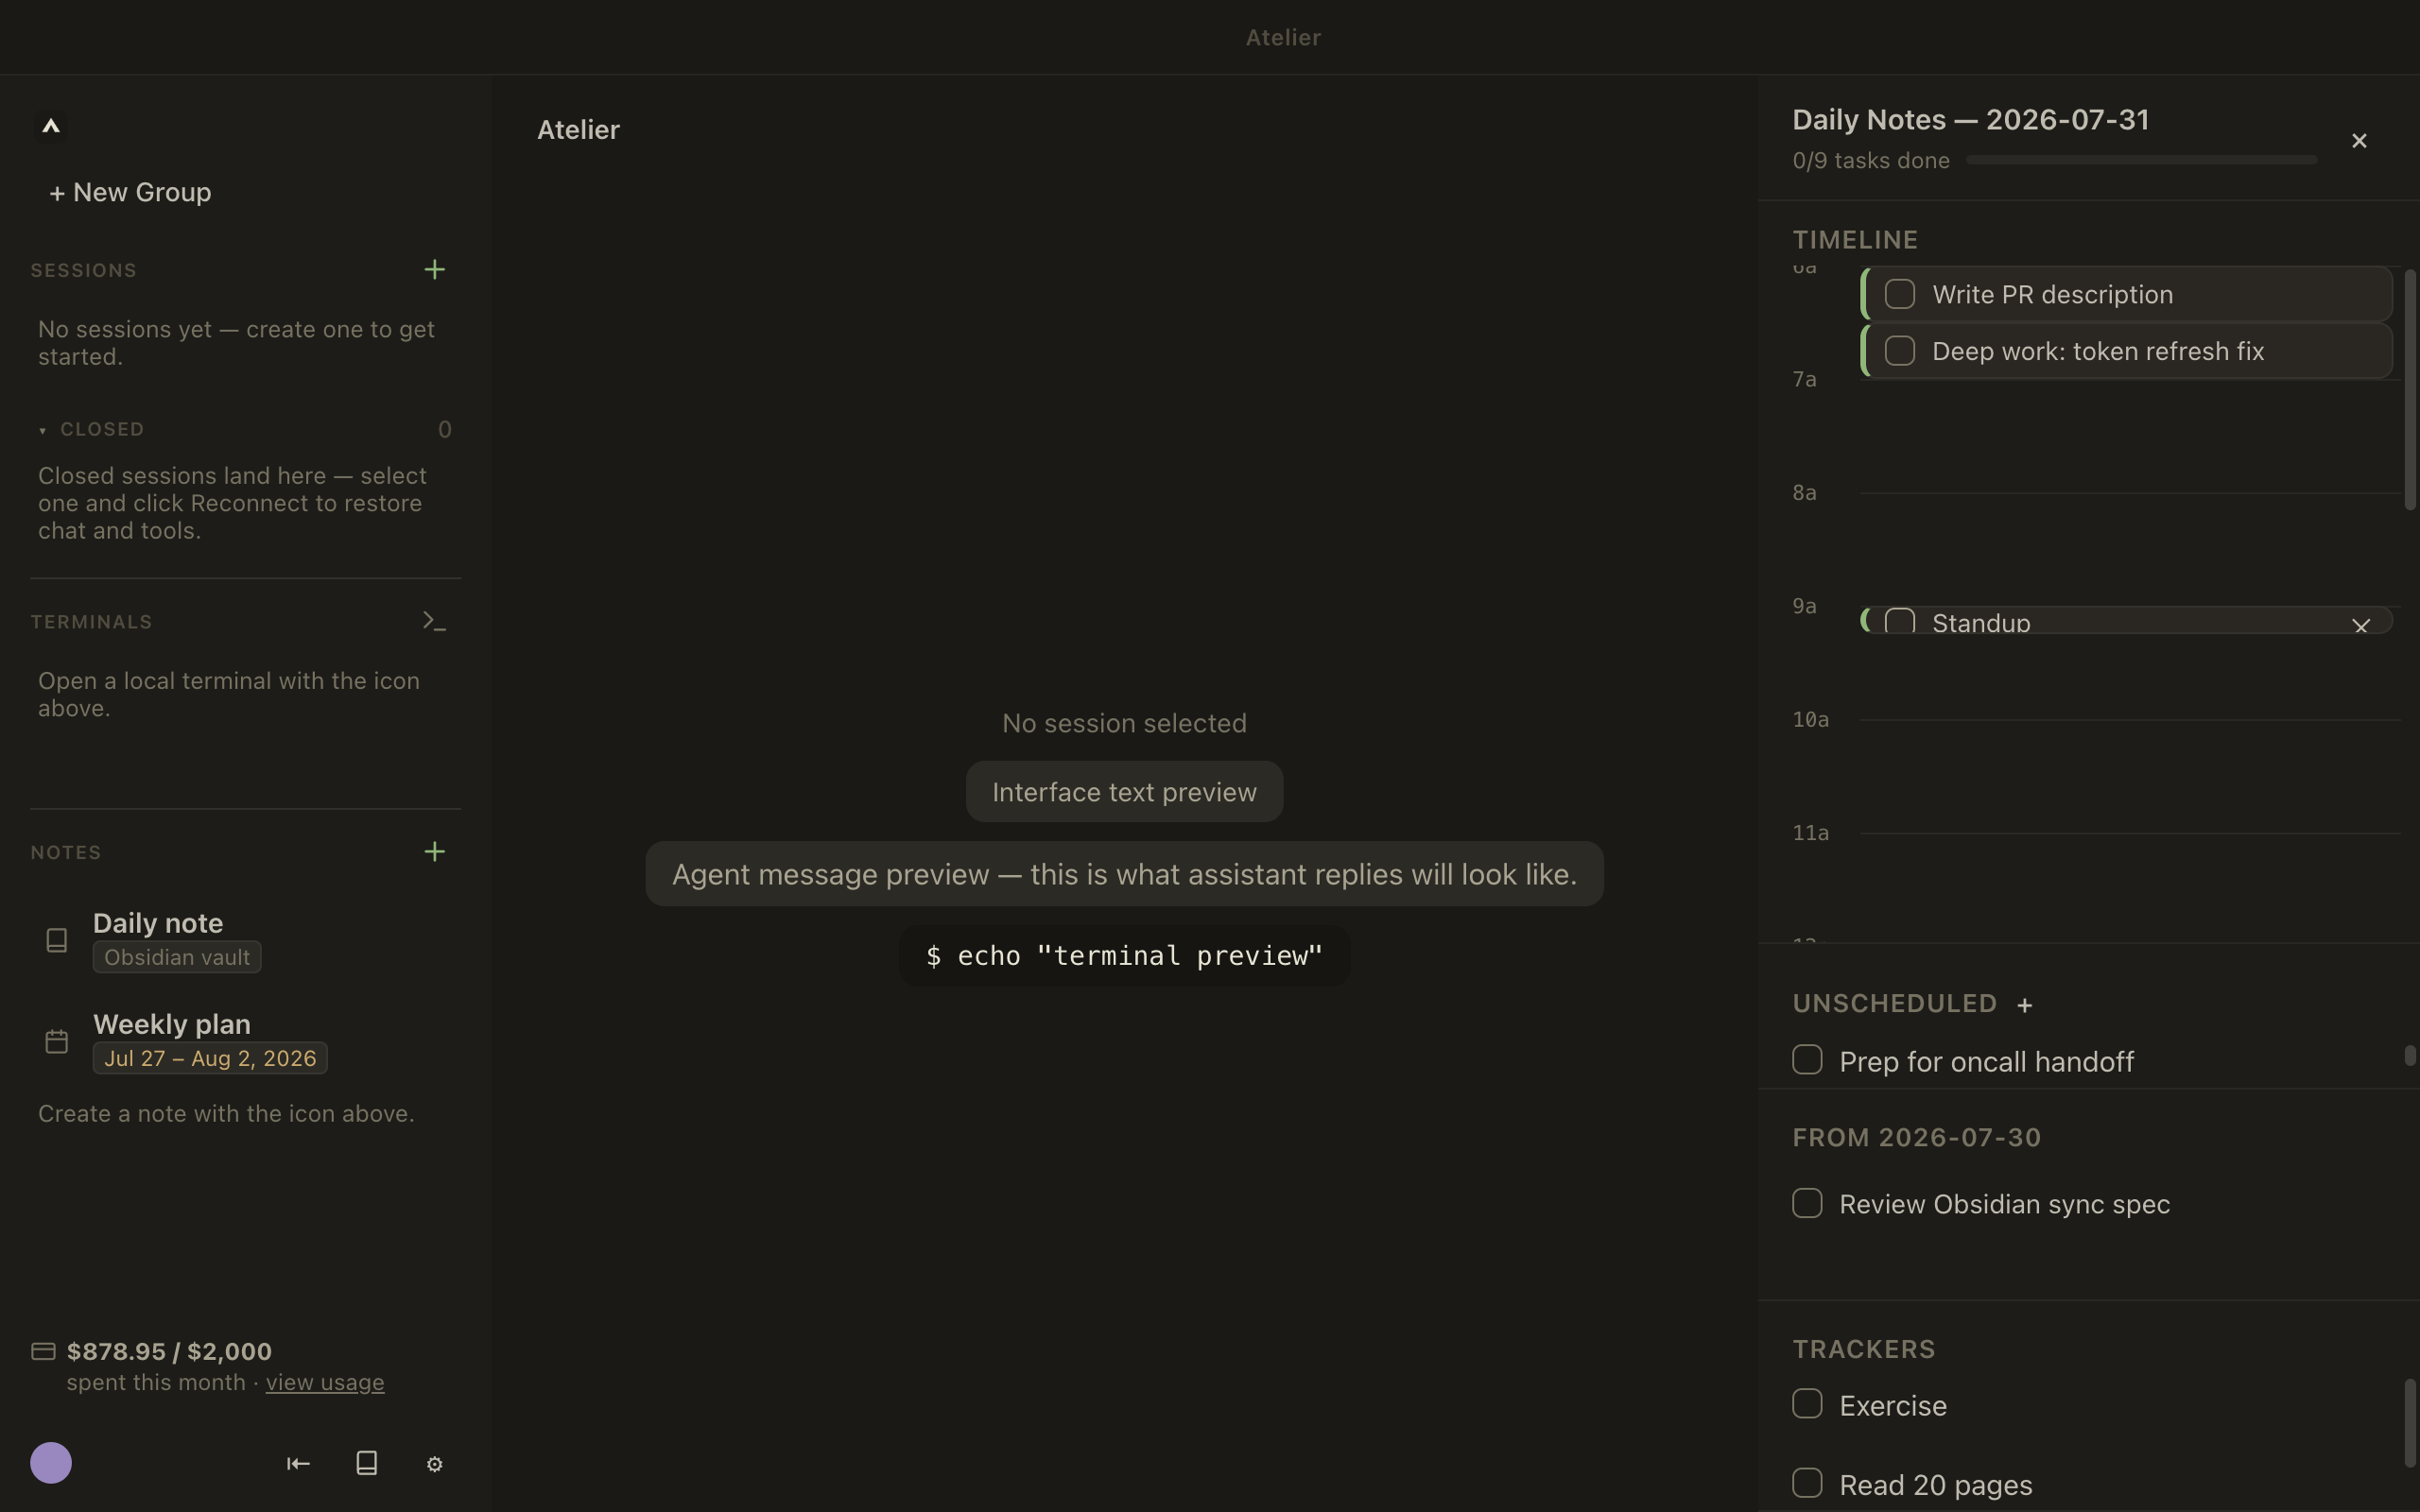 Atelier
+ New Group
SESSIONS
No sessions yet — create one to get
started.
CLOSED 0
Closed sessions land here — select
one and click Reconnect to restore
chat and tools.
TERMINALS
Open a local terminal with the icon
above.
NOTES
Daily note
Obsidian vault
Weekly plan
Jul 27 – Aug 2, 2026
Create a note with the icon above.
$878.95 / $2,000
spent this month · view usage
Atelier
No session selected
Interface text preview
Agent message preview — this is what assistant replies will look like.
$ echo "terminal preview"
Daily Notes — 2026-07-31
0/9 tasks done
TIMELINE
6a
Write PR description
Deep work: token refresh fix
7a
8a
9a
Standup
10a
11a
UNSCHEDULED +
Prep for oncall handoff
FROM 2026-07-30
Review Obsidian sync spec
TRACKERS
Exercise
Read 20 pages